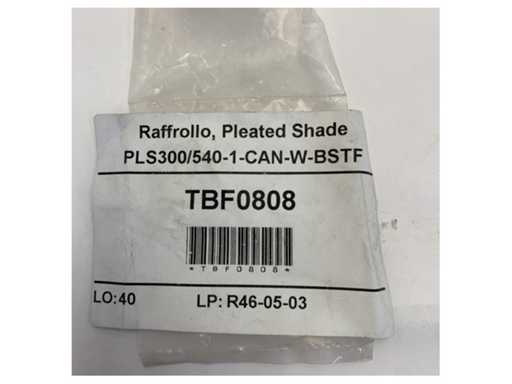 Raffrollo, Pleated Shade
PLS300/540-1-CAN-W-BSTF
TBF0808
*TBF0808*
LO: 40 LP: R46-05-03